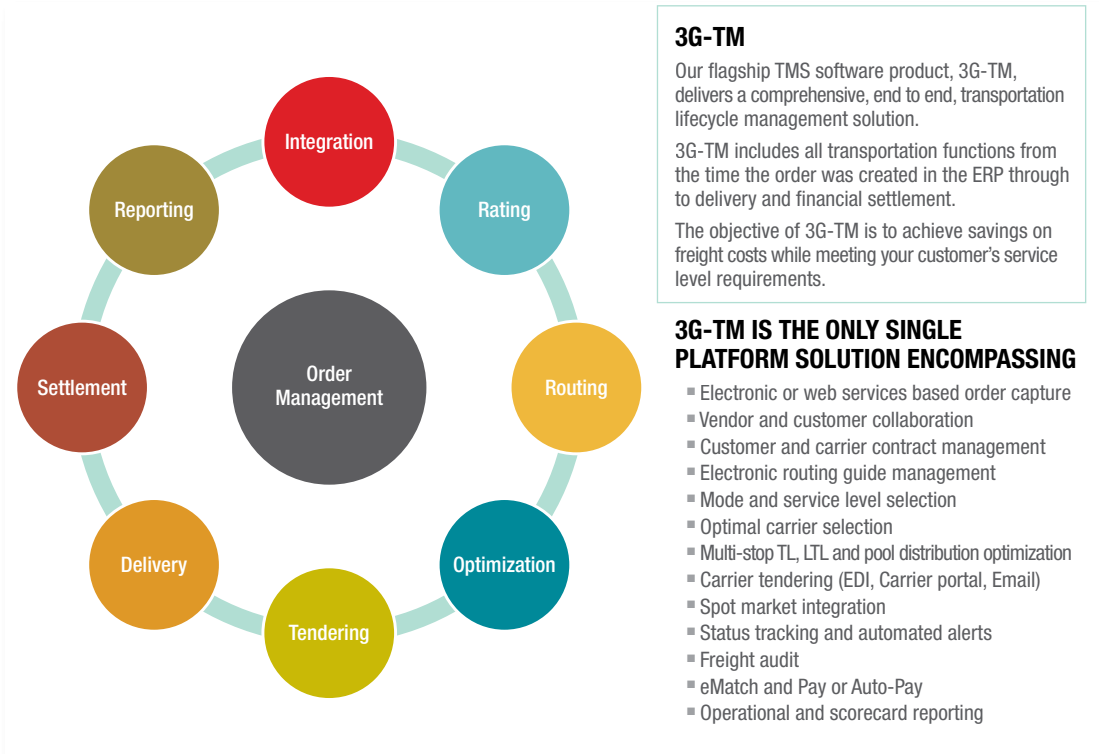 Integration
Rating
Routing
Optimization
Tendering
Delivery
Settlement
Reporting
Order
Management
3G-TM
Our flagship TMS software product, 3G-TM,
delivers a comprehensive, end to end, transportation
lifecycle management solution.
3G-TM includes all transportation functions from
the time the order was created in the ERP through
to delivery and financial settlement.
The objective of 3G-TM is to achieve savings on
freight costs while meeting your customer’s service
level requirements.
3G-TM IS THE ONLY SINGLE
PLATFORM SOLUTION ENCOMPASSING
▪ Electronic or web services based order capture
▪ Vendor and customer collaboration
▪ Customer and carrier contract management
▪ Electronic routing guide management
▪ Mode and service level selection
▪ Optimal carrier selection
▪ Multi-stop TL, LTL and pool distribution optimization
▪ Carrier tendering (EDI, Carrier portal, Email)
▪ Spot market integration
▪ Status tracking and automated alerts
▪ Freight audit
▪ eMatch and Pay or Auto-Pay
▪ Operational and scorecard reporting